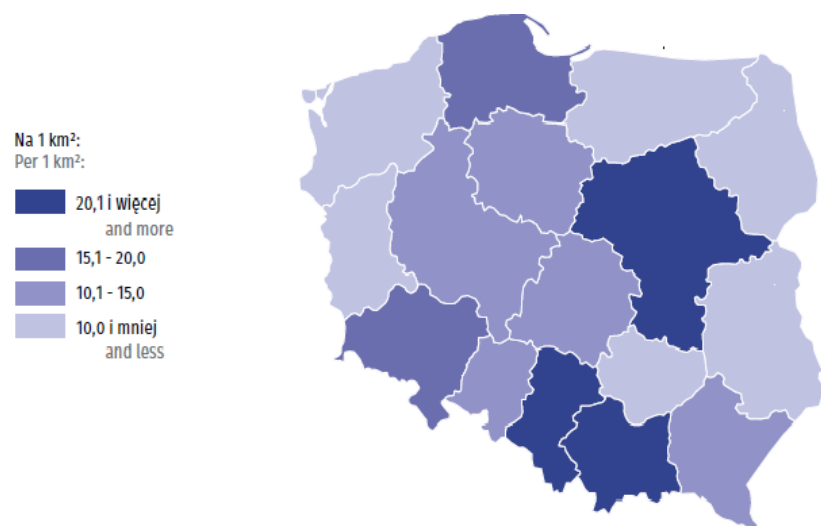 Na 1 km²:
Per 1 km²:
20,1 i więcej
and more
15,1 - 20,0
10,1 - 15,0
10,0 i mniej
and less